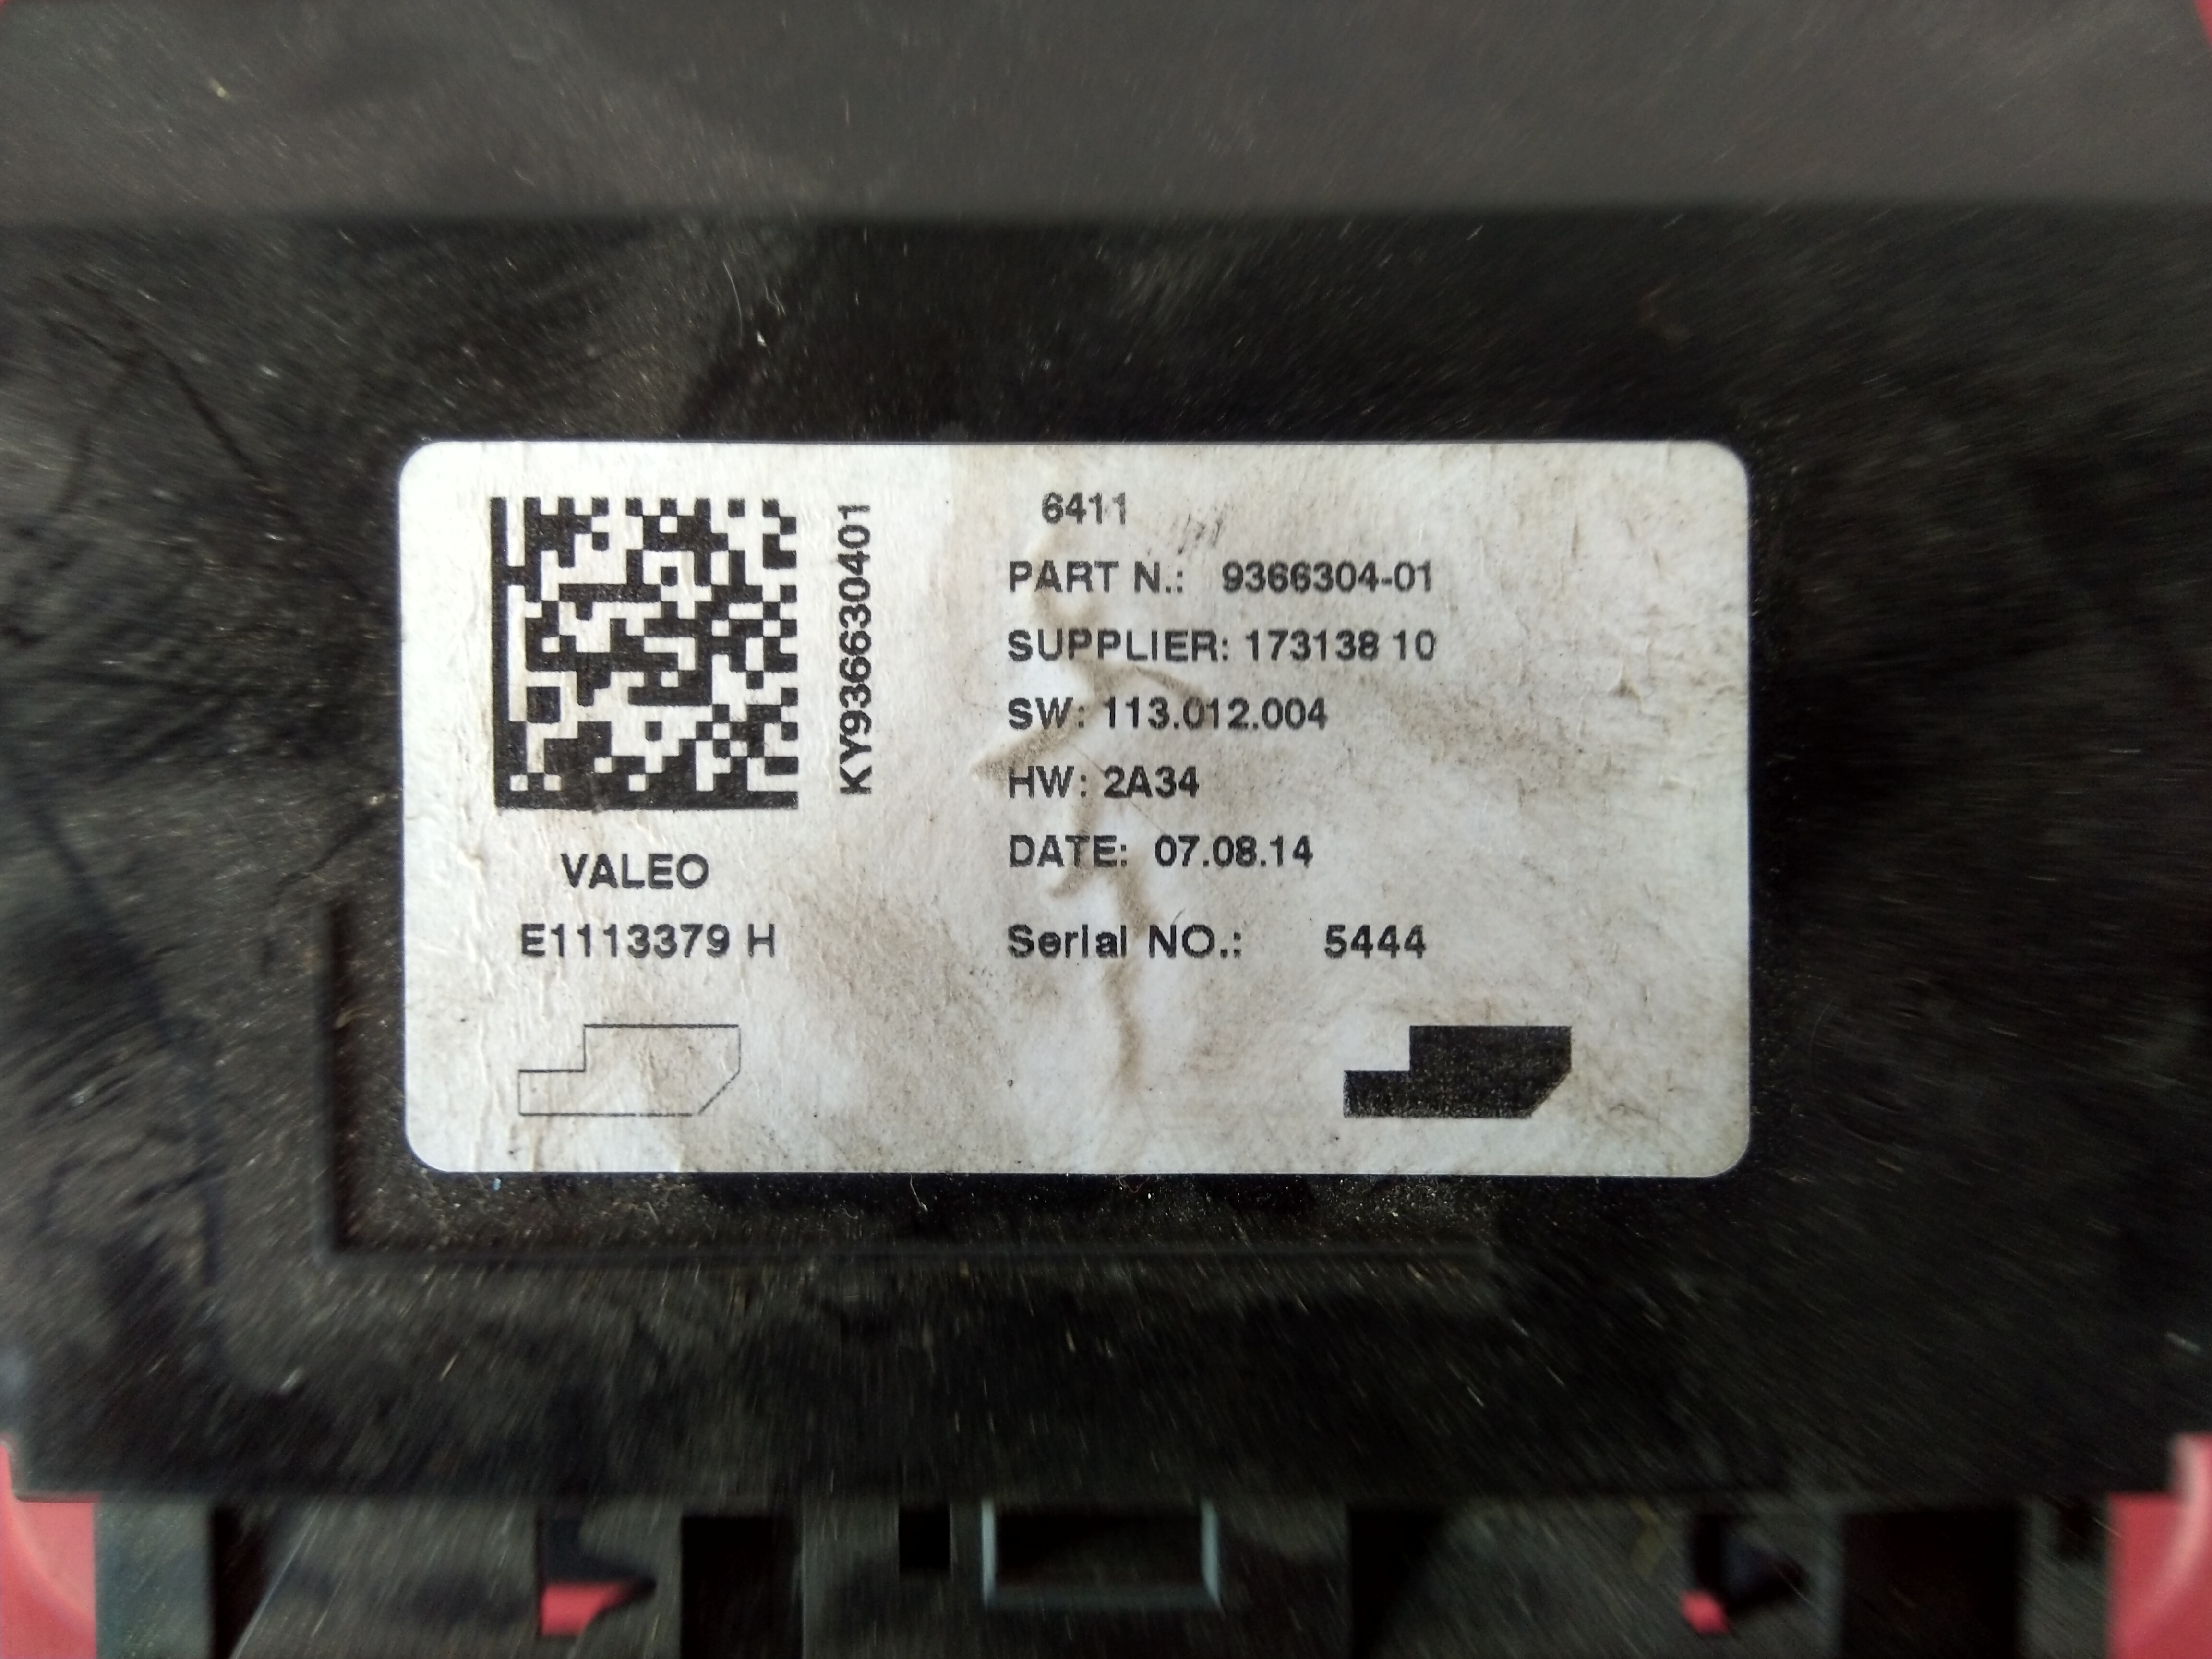 KY936630401
VALEO
E1113379 H
6411
PART N.: 9366304-01
SUPPLIER: 173138 10
SW: 113.012.004
HW: 2A34
DATE: 07.08.14
Serial NO.: 5444